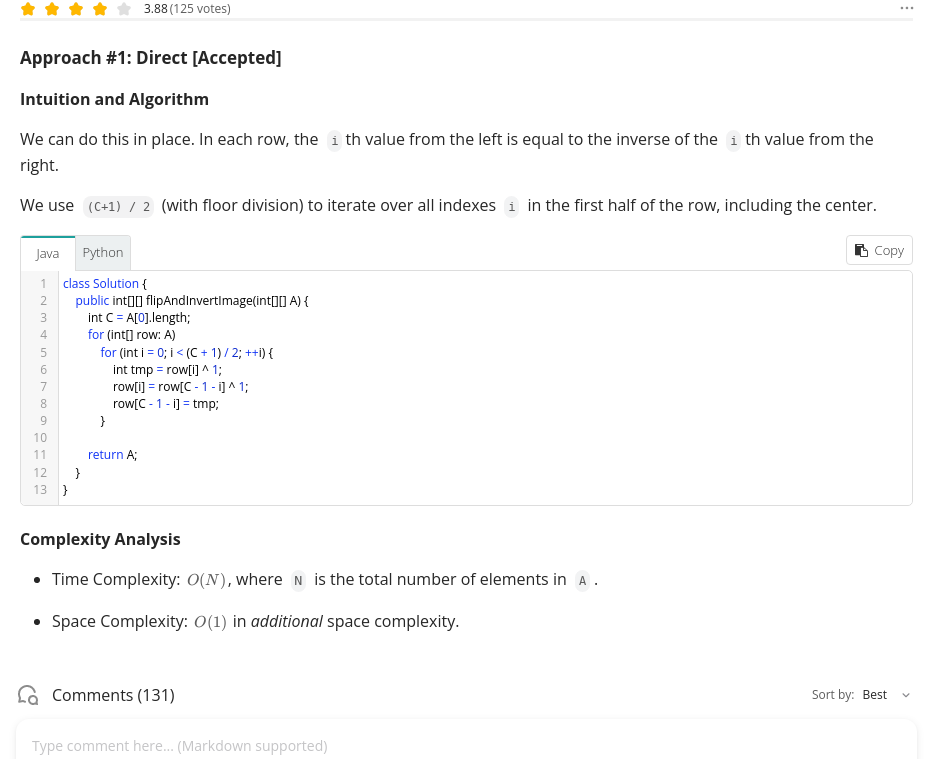 3.88 (125 votes)
Approach #1: Direct [Accepted]
Intuition and Algorithm
We can do this in place. In each row, the i th value from the left is equal to the inverse of the i th value from the
right.
We use (C+1) / 2 (with floor division) to iterate over all indexes i in the first half of the row, including the center.
Java Python Copy
1 class Solution {
2     public int[][] flipAndInvertImage(int[][] A) {
3         int C = A[0].length;
4         for (int[] row: A)
5             for (int i = 0; i < (C + 1) / 2; ++i) {
6                 int tmp = row[i] ^ 1;
7                 row[i] = row[C - 1 - i] ^ 1;
8                 row[C - 1 - i] = tmp;
9             }
10
11         return A;
12     }
13 }
Complexity Analysis
• Time Complexity: O(N), where N is the total number of elements in A .
• Space Complexity: O(1) in additional space complexity.
Comments (131) Sort by: Best
Type comment here... (Markdown supported)